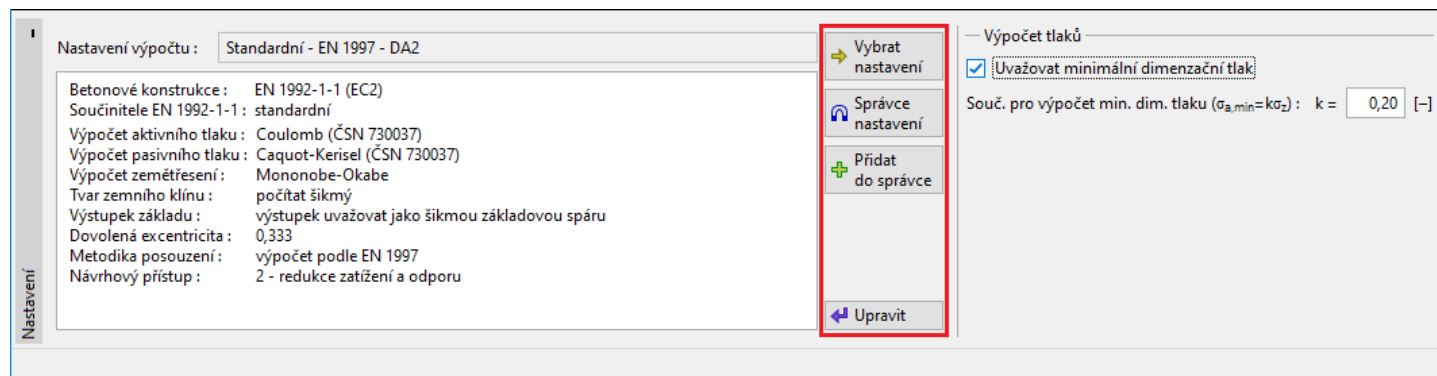 Nastavení výpočtu :
Standardní - EN 1997 - DA2
Betonové konstrukce : EN 1992-1-1 (EC2)
Součinitele EN 1992-1-1 : standardní
Výpočet aktivního tlaku : Coulomb (ČSN 730037)
Výpočet pasivního tlaku : Caquot-Kerisel (ČSN 730037)
Výpočet zemětřesení : Mononobe-Okabe
Tvar zemního klínu : počítat šikmý
Výstupek základu : výstupek uvažovat jako šikmou základovou spáru
Dovolená excentricita : 0,333
Metodika posouzení : výpočet podle EN 1997
Návrhový přístup : 2 - redukce zatížení a odporu
Nastavení
Vybrat
nastavení
Správce
nastavení
Přidat
do správce
Upravit
Výpočet tlaků
Uvažovat minimální dimenzační tlak
Souč. pro výpočet min. dim. tlaku (σa,min=kσz) : k = 0,20 [–]